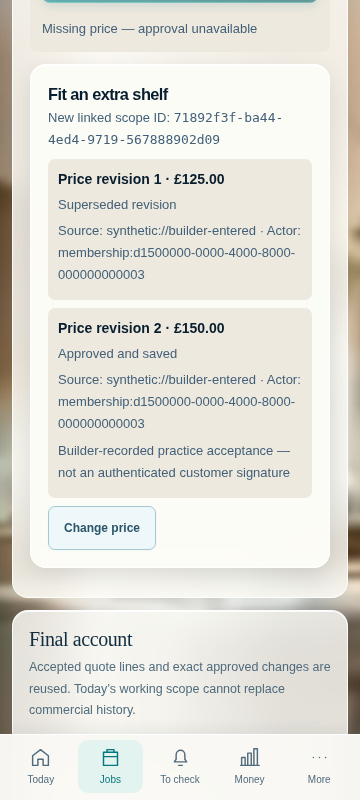 Missing price — approval unavailable
Fit an extra shelf
New linked scope ID: 71892f3f-ba44-
4ed4-9719-567888902d09
Price revision 1 · £125.00
Superseded revision
Source: synthetic://builder-entered · Actor:
membership:d1500000-0000-4000-8000-
000000000003
Price revision 2 · £150.00
Approved and saved
Source: synthetic://builder-entered · Actor:
membership:d1500000-0000-4000-8000-
000000000003
Builder-recorded practice acceptance —
not an authenticated customer signature
Change price
Final account
Accepted quote lines and exact approved changes are
reused. Today's working scope cannot replace
commercial history.
Today
Jobs
To check
Money
More